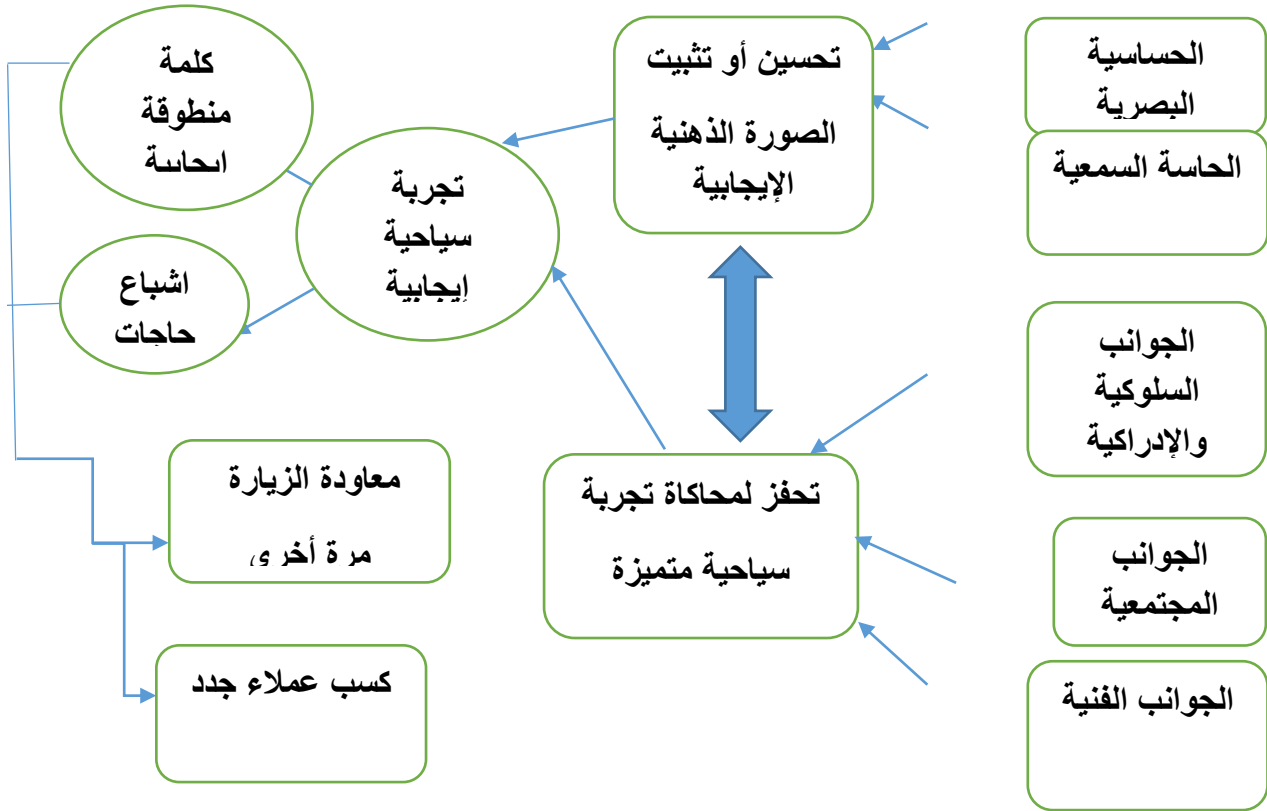 الحساسية
البصرية
الحاسة السمعية
الجوانب
السلوكية
والإدراكية
الجوانب
المجتمعية
الجوانب الفنية
تحسين أو تثبيت
الصورة الذهنية
الإيجابية
تحفز لمحاكاة تجربة
سياحية متميزة
تجربة
سياحية
إيجابية
كلمة
منطوقة
ايجابية
اشباع
حاجات
معاودة الزيارة
مرة أخرى
كسب عملاء جدد